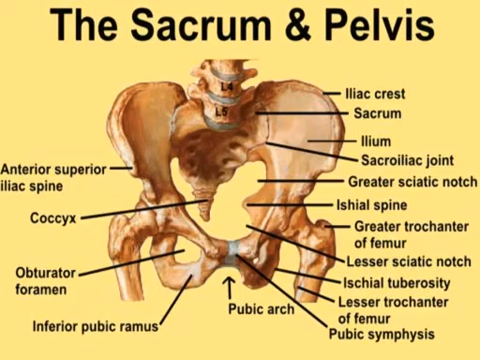 The Sacrum & Pelvis
L4
L5
Iliac crest
Sacrum
Ilium
Sacroiliac joint
Greater sciatic notch
Ishial spine
Greater trochanter
of femur
Lesser sciatic notch
Ischial tuberosity
Lesser trochanter
of femur
Pubic symphysis
Anterior superior
iliac spine
Coccyx
Obturator
foramen
Inferior pubic ramus
Pubic arch